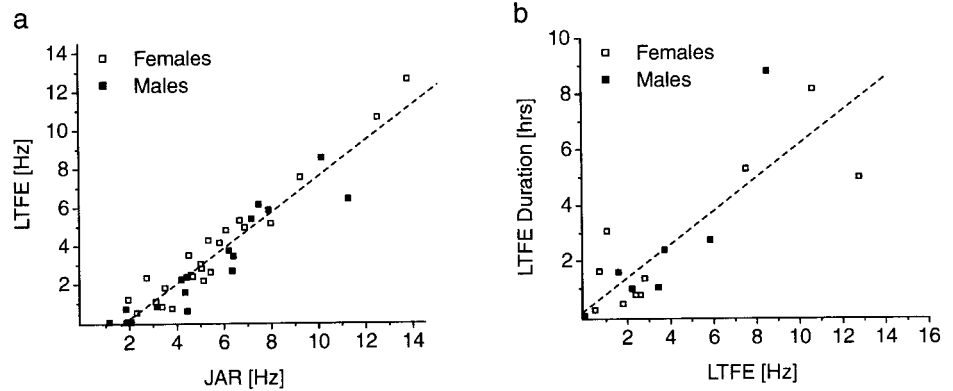 a
14
12
10
8
6
4
2
LTFE [Hz]
Females
Males
2 4 6 8 10 12 14
JAR [Hz]
b
10
8
6
4
2
LTFE Duration [hrs]
Females
Males
2 4 6 8 10 12 14 16
LTFE [Hz]